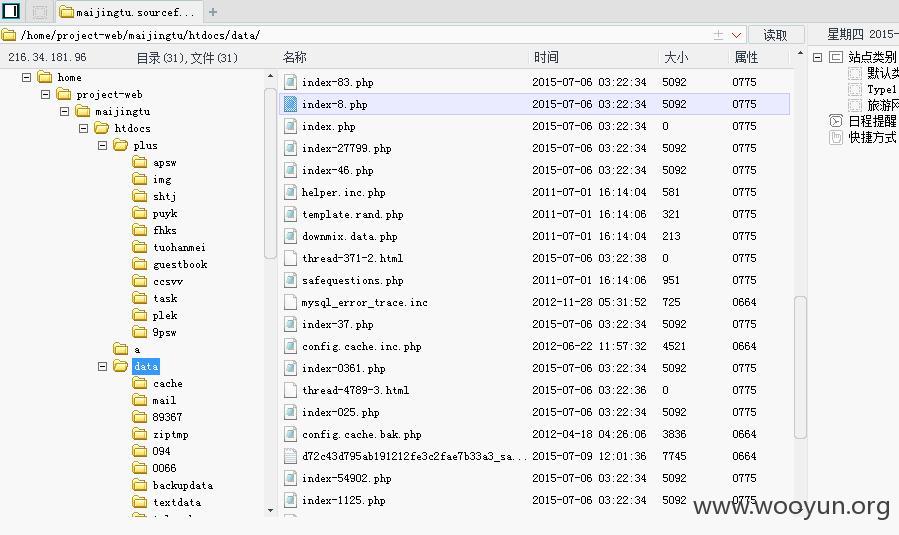 maijingtu.sourcef...
/home/project-web/maijingtu/htdocs/data/
读取
星期四 2015-
216.34.181.96
目录(31),文件(31)
名称 时间 大小 属性
home
project-web
maijingtu
htdocs
plus
apsw
img
shtj
puyk
fhks
tuohanmei
guestbook
ccsvv
task
plek
9psw
a
data
cache
mail
89367
ziptmp
094
0066
backupdata
textdata
index-83.php 2015-07-06 03:22:34 5092 0775
index-8.php 2015-07-06 03:22:34 5092 0775
index.php 2015-07-06 03:22:34 0 0775
index-27799.php 2015-07-06 03:22:34 5092 0775
index-46.php 2015-07-06 03:22:34 5092 0775
helper.inc.php 2011-07-01 16:14:04 581 0775
template.rand.php 2011-07-01 16:14:06 321 0775
downmix.data.php 2011-07-01 16:14:04 213 0775
thread-371-2.html 2015-07-06 03:22:38 0 0775
safequestions.php 2011-07-01 16:14:06 951 0775
mysql_error_trace.inc 2012-11-28 05:31:52 725 0664
index-37.php 2015-07-06 03:22:34 5092 0775
config.cache.inc.php 2012-06-22 11:57:32 4521 0664
index-0361.php 2015-07-06 03:22:34 5092 0775
thread-4789-3.html 2015-07-06 03:22:36 0 0775
index-025.php 2015-07-06 03:22:34 5092 0775
config.cache.bak.php 2012-04-18 04:26:06 3836 0664
d72c43d795ab191212fe3c2fae7b33a3_sa... 2015-07-09 12:01:36 7745 0664
index-54902.php 2015-07-06 03:22:34 5092 0775
index-1125.php 2015-07-06 03:22:34 5092 0775
站点类别
默认类
Type1
旅游网
日程提醒
快捷方式
www.wooyun.org